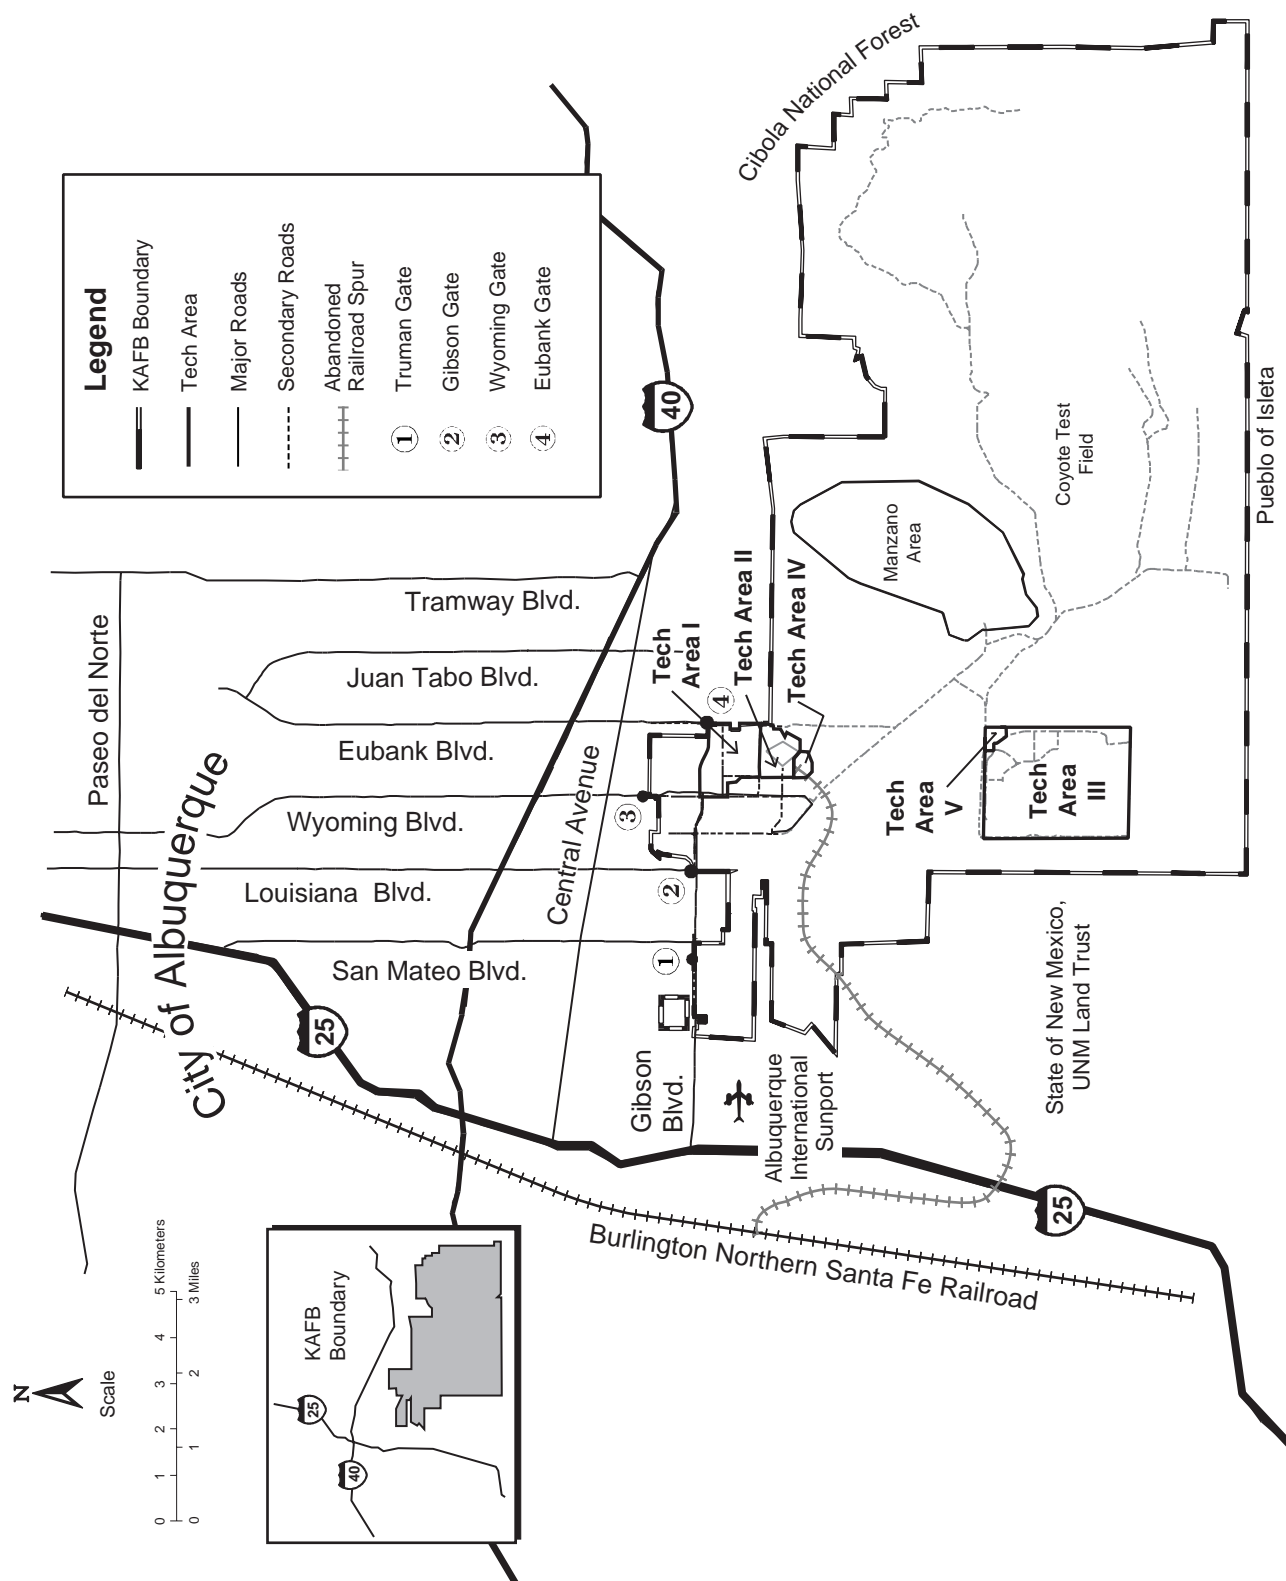 N
Scale
0 1 2 3 4 5 Kilometers
0 1 2 3 Miles
KAFB
Boundary
25
40
Legend
KAFB Boundary
Tech Area
Major Roads
Secondary Roads
Abandoned
Railroad Spur
1 Truman Gate
2 Gibson Gate
3 Wyoming Gate
4 Eubank Gate
City of Albuquerque
Paseo del Norte
25
San Mateo Blvd.
Louisiana Blvd.
Wyoming Blvd.
Eubank Blvd.
Juan Tabo Blvd.
Tramway Blvd.
40
Central Avenue
Gibson
Blvd.
1
2
3
4
Tech
Area I
Tech Area II
Tech Area IV
Cibola National Forest
Albuquerque
International
Sunport
Manzano
Area
Tech
Area
V
Tech
Area
III
Coyote Test
Field
Burlington Northern Santa Fe Railroad
25
State of New Mexico,
UNM Land Trust
Pueblo of Isleta